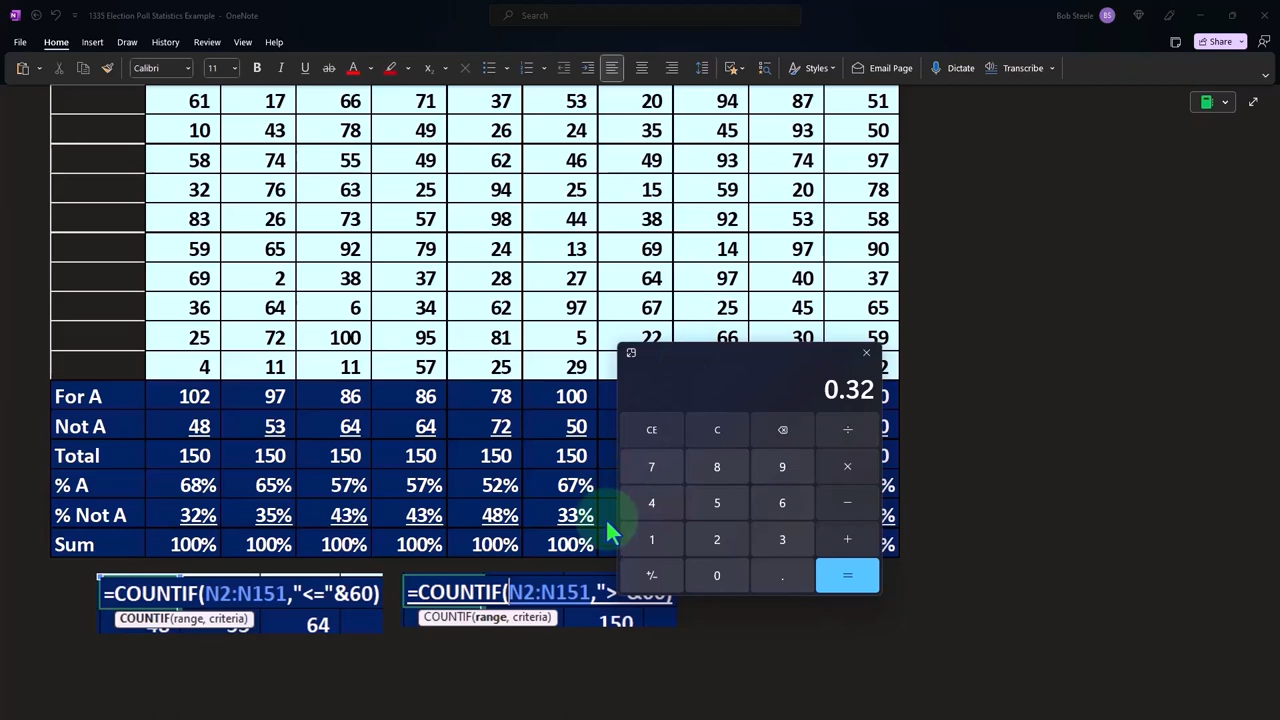 1335 Election Poll Statistics Example - OneNote
Search
Bob Steele BS
File Home Insert Draw History Review View Help
Share
Calibri 11 B I U ab A Styles Email Page Dictate Transcribe
61 17 66 71 37 53 20 94 87 51
10 43 78 49 26 24 35 45 93 50
58 74 55 49 62 46 49 93 74 97
32 76 63 25 94 25 15 59 20 78
83 26 73 57 98 44 38 92 53 58
59 65 92 79 24 13 69 14 97 90
69 2 38 37 28 27 64 97 40 37
36 64 6 34 62 97 67 25 45 65
25 72 100 95 81 5 22 66 30 59
4 11 11 57 25 29
For A 102 97 86 86 78 100
Not A 48 53 64 64 72 50
Total 150 150 150 150 150 150
% A 68% 65% 57% 57% 52% 67%
% Not A 32% 35% 43% 43% 48% 33%
Sum 100% 100% 100% 100% 100% 100%
0.32
CE C ÷
7 8 9 ×
4 5 6 −
1 2 3 +
+/− 0 . =
=COUNTIF(N2:N151,"<="&60)
COUNTIF(range, criteria)
64
=COUNTIF(N2:N151,">
COUNTIF(range, criteria)
150